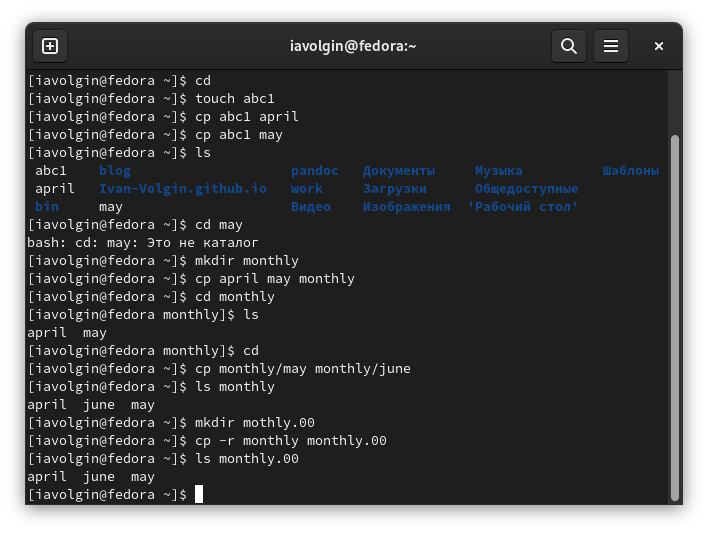 iavolgin@fedora:~
[iavolgin@fedora ~]$ cd
[iavolgin@fedora ~]$ touch abc1
[iavolgin@fedora ~]$ cp abc1 april
[iavolgin@fedora ~]$ cp abc1 may
[iavolgin@fedora ~]$ ls
abc1 blog pandoc Документы Музыка Шаблоны
april Ivan-Volgin.github.io work Загрузки Общедоступные
bin may Видео Изображения 'Рабочий стол'
[iavolgin@fedora ~]$ cd may
bash: cd: may: Это не каталог
[iavolgin@fedora ~]$ mkdir monthly
[iavolgin@fedora ~]$ cp april may monthly
[iavolgin@fedora ~]$ cd monthly
[iavolgin@fedora monthly]$ ls
april may
[iavolgin@fedora monthly]$ cd
[iavolgin@fedora ~]$ cp monthly/may monthly/june
[iavolgin@fedora ~]$ ls monthly
april june may
[iavolgin@fedora ~]$ mkdir mothly.00
[iavolgin@fedora ~]$ cp -r monthly monthly.00
[iavolgin@fedora ~]$ ls monthly.00
april june may
[iavolgin@fedora ~]$